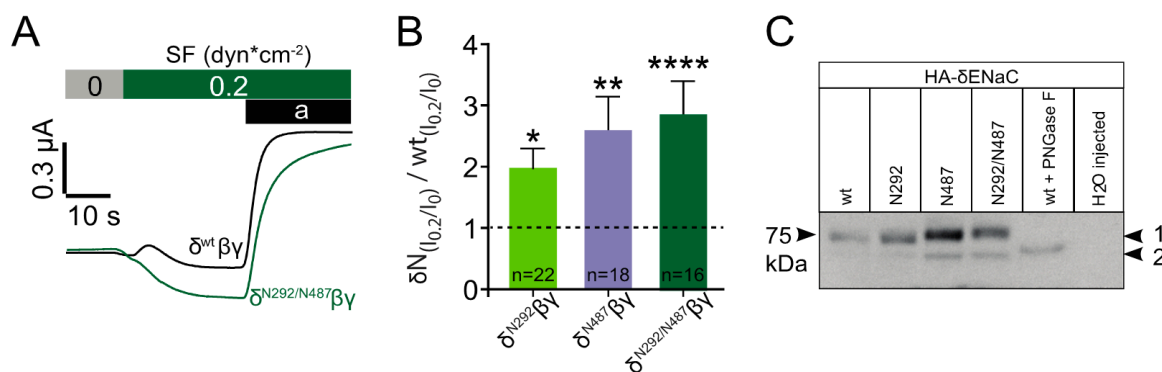 A
SF (dyn*cm-2)
0
0.2
a
0.3 µA
10 s
δwtβγ
δN292/N487βγ
B
δN(I0.2/I0) / wt(I0.2/I0)
4
3
2
1
0
*
**
****
n=22
n=18
n=16
δN292βγ
δN487βγ
δN292/N487βγ
C
HA-δENaC
wt
N292
N487
N292/N487
wt + PNGase F
H2O injected
75
kDa
1
2